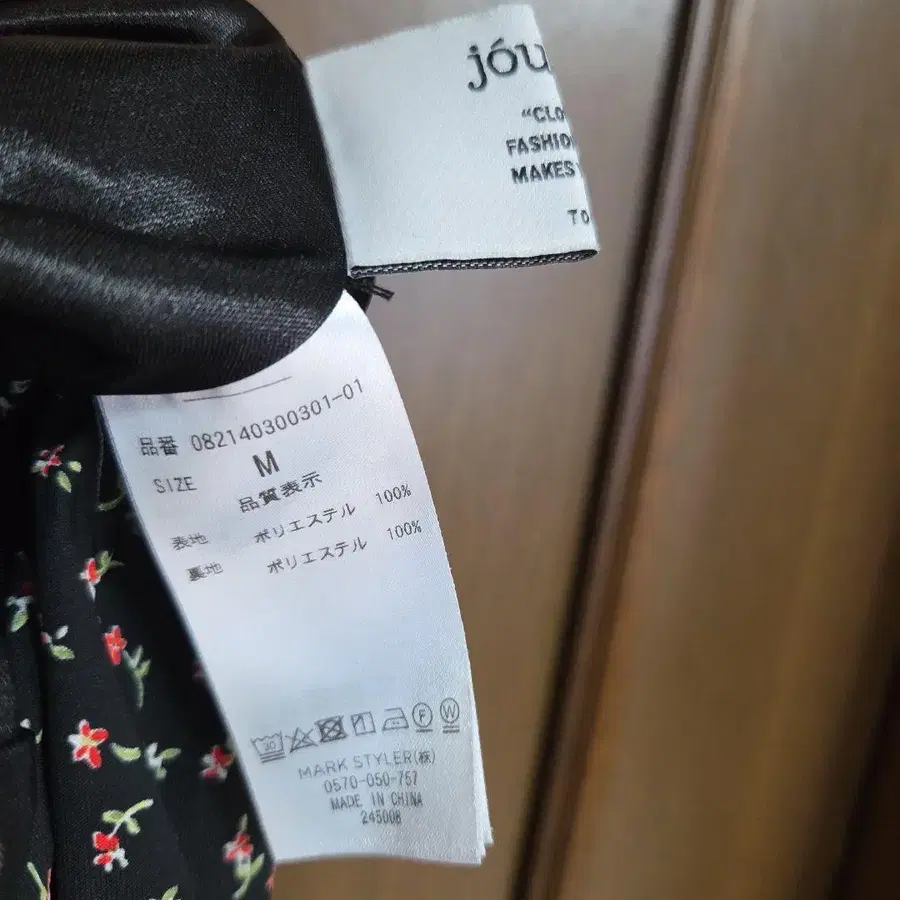 jóu
"CLO
FASHIO
MAKES
TO
品番 082140300301-01
SIZE M
品質表示
表地 ポリエステル 100%
裏地 ポリエステル 100%
30 F W
MARK STYLER(株)
0570-050-757
MADE IN CHINA
245008